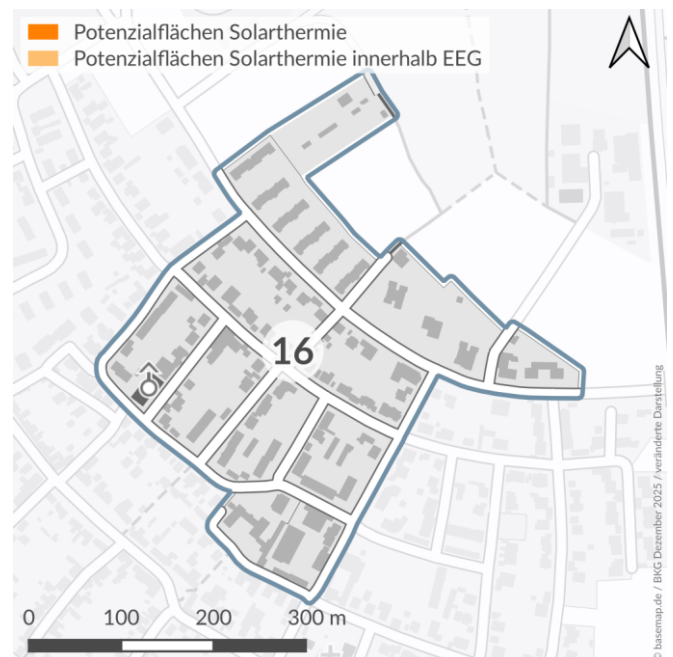 Potenzialflächen Solarthermie
Potenzialflächen Solarthermie innerhalb EEG
16
0 100 200 300 m
© basemap.de / BKG Dezember 2025 / veränderte Darstellung